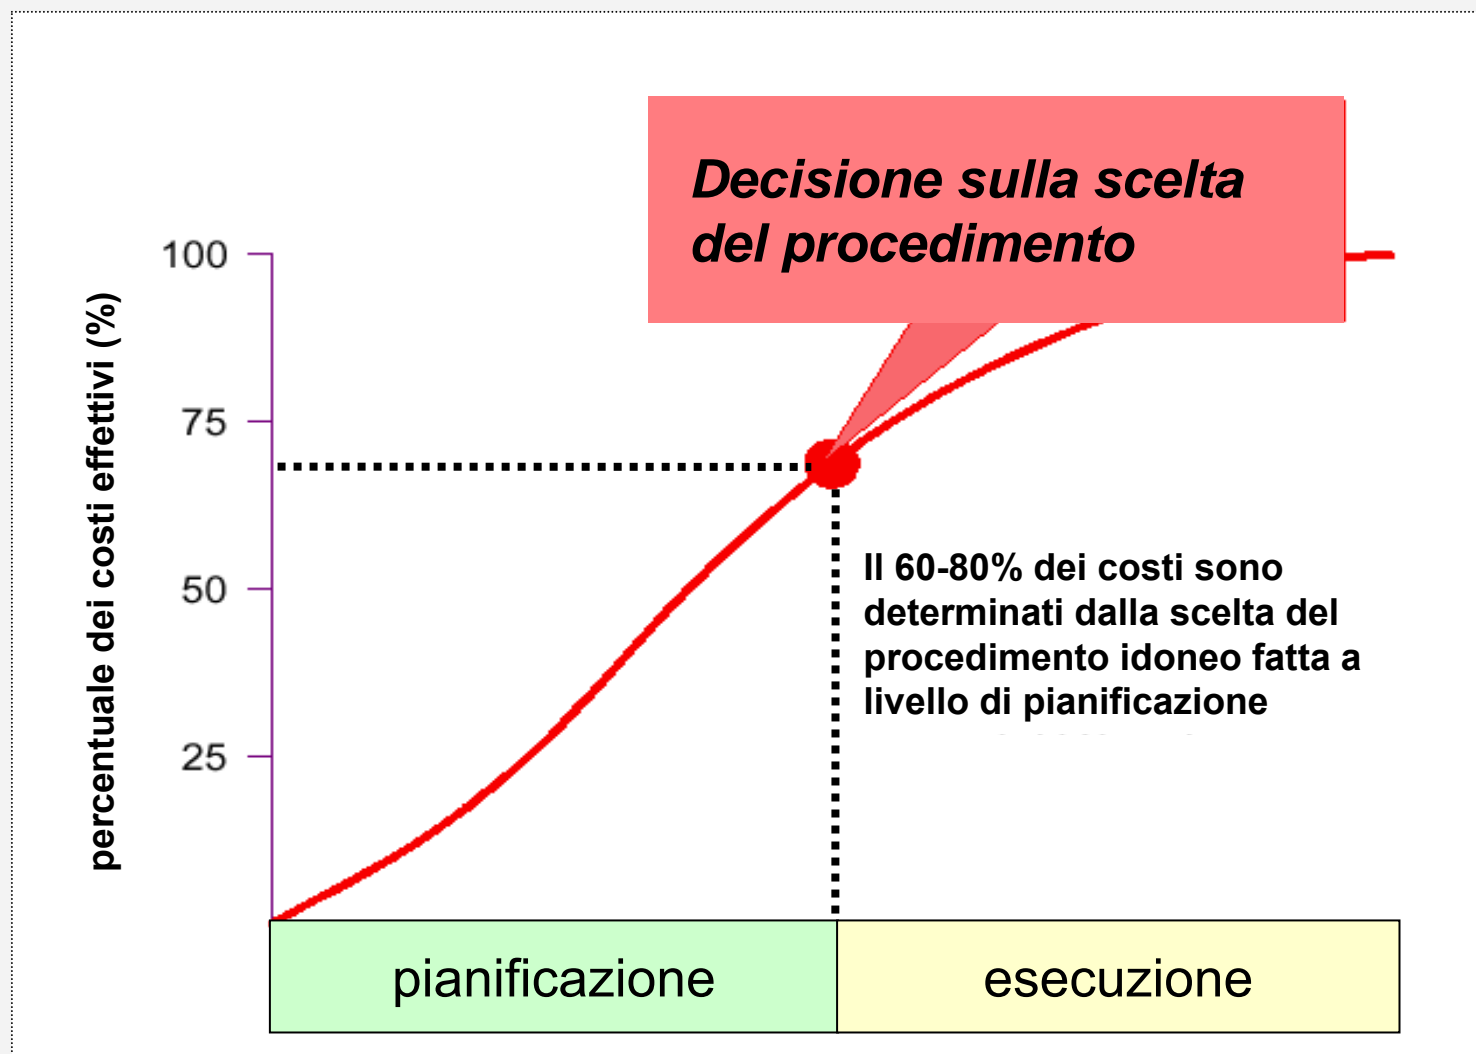 Decisione sulla scelta
del procedimento
100
75
50
25
percentuale dei costi effettivi (%)
Il 60-80% dei costi sono
determinati dalla scelta del
procedimento idoneo fatta a
livello di pianificazione
pianificazione
esecuzione